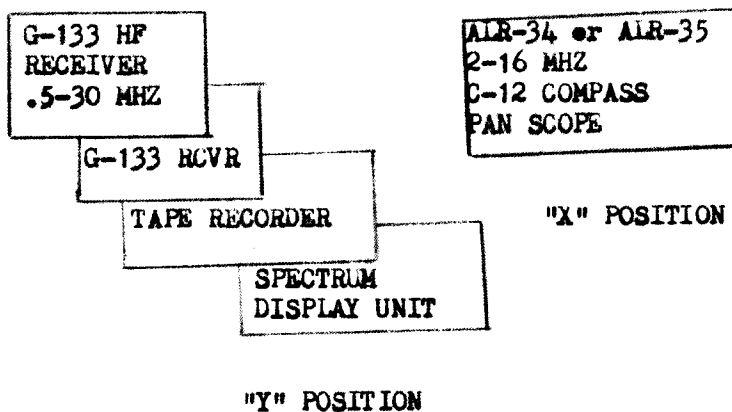 G-133 HF
RECEIVER
.5-30 MHZ
G-133 RCVR
TAPE RECORDER
SPECTRUM
DISPLAY UNIT
"Y" POSITION
ALR-34 or ALR-35
2-16 MHZ
C-12 COMPASS
PAN SCOPE
"X" POSITION